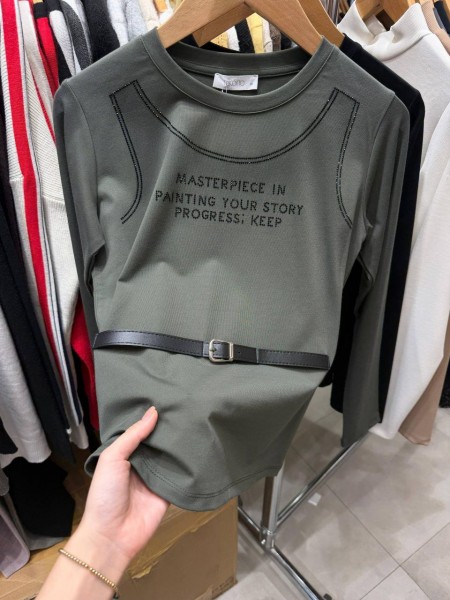 MASTERPIECE IN
PAINTING YOUR STORY
PROGRESS; KEEP